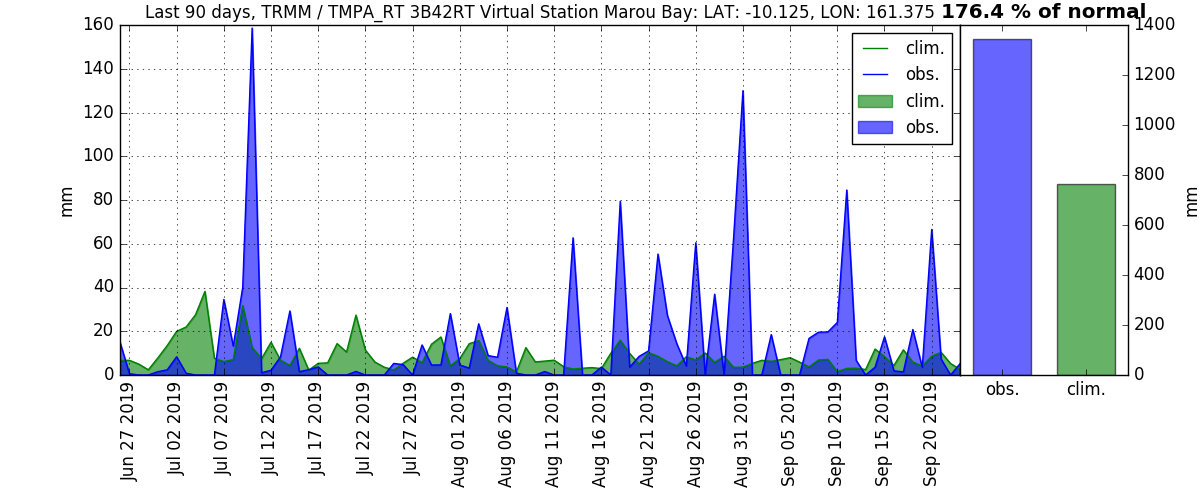 Last 90 days, TRMM / TMPA_RT 3B42RT Virtual Station Marou Bay: LAT: -10.125, LON: 161.375 176.4 % of normal
160
140
120
100
80
60
40
20
0
mm
clim.
obs.
clim.
obs.
Jun 27 2019
Jul 02 2019
Jul 07 2019
Jul 12 2019
Jul 17 2019
Jul 22 2019
Jul 27 2019
Aug 01 2019
Aug 06 2019
Aug 11 2019
Aug 16 2019
Aug 21 2019
Aug 26 2019
Aug 31 2019
Sep 05 2019
Sep 10 2019
Sep 15 2019
Sep 20 2019
1400
1200
1000
800
600
400
200
0
mm
obs.
clim.